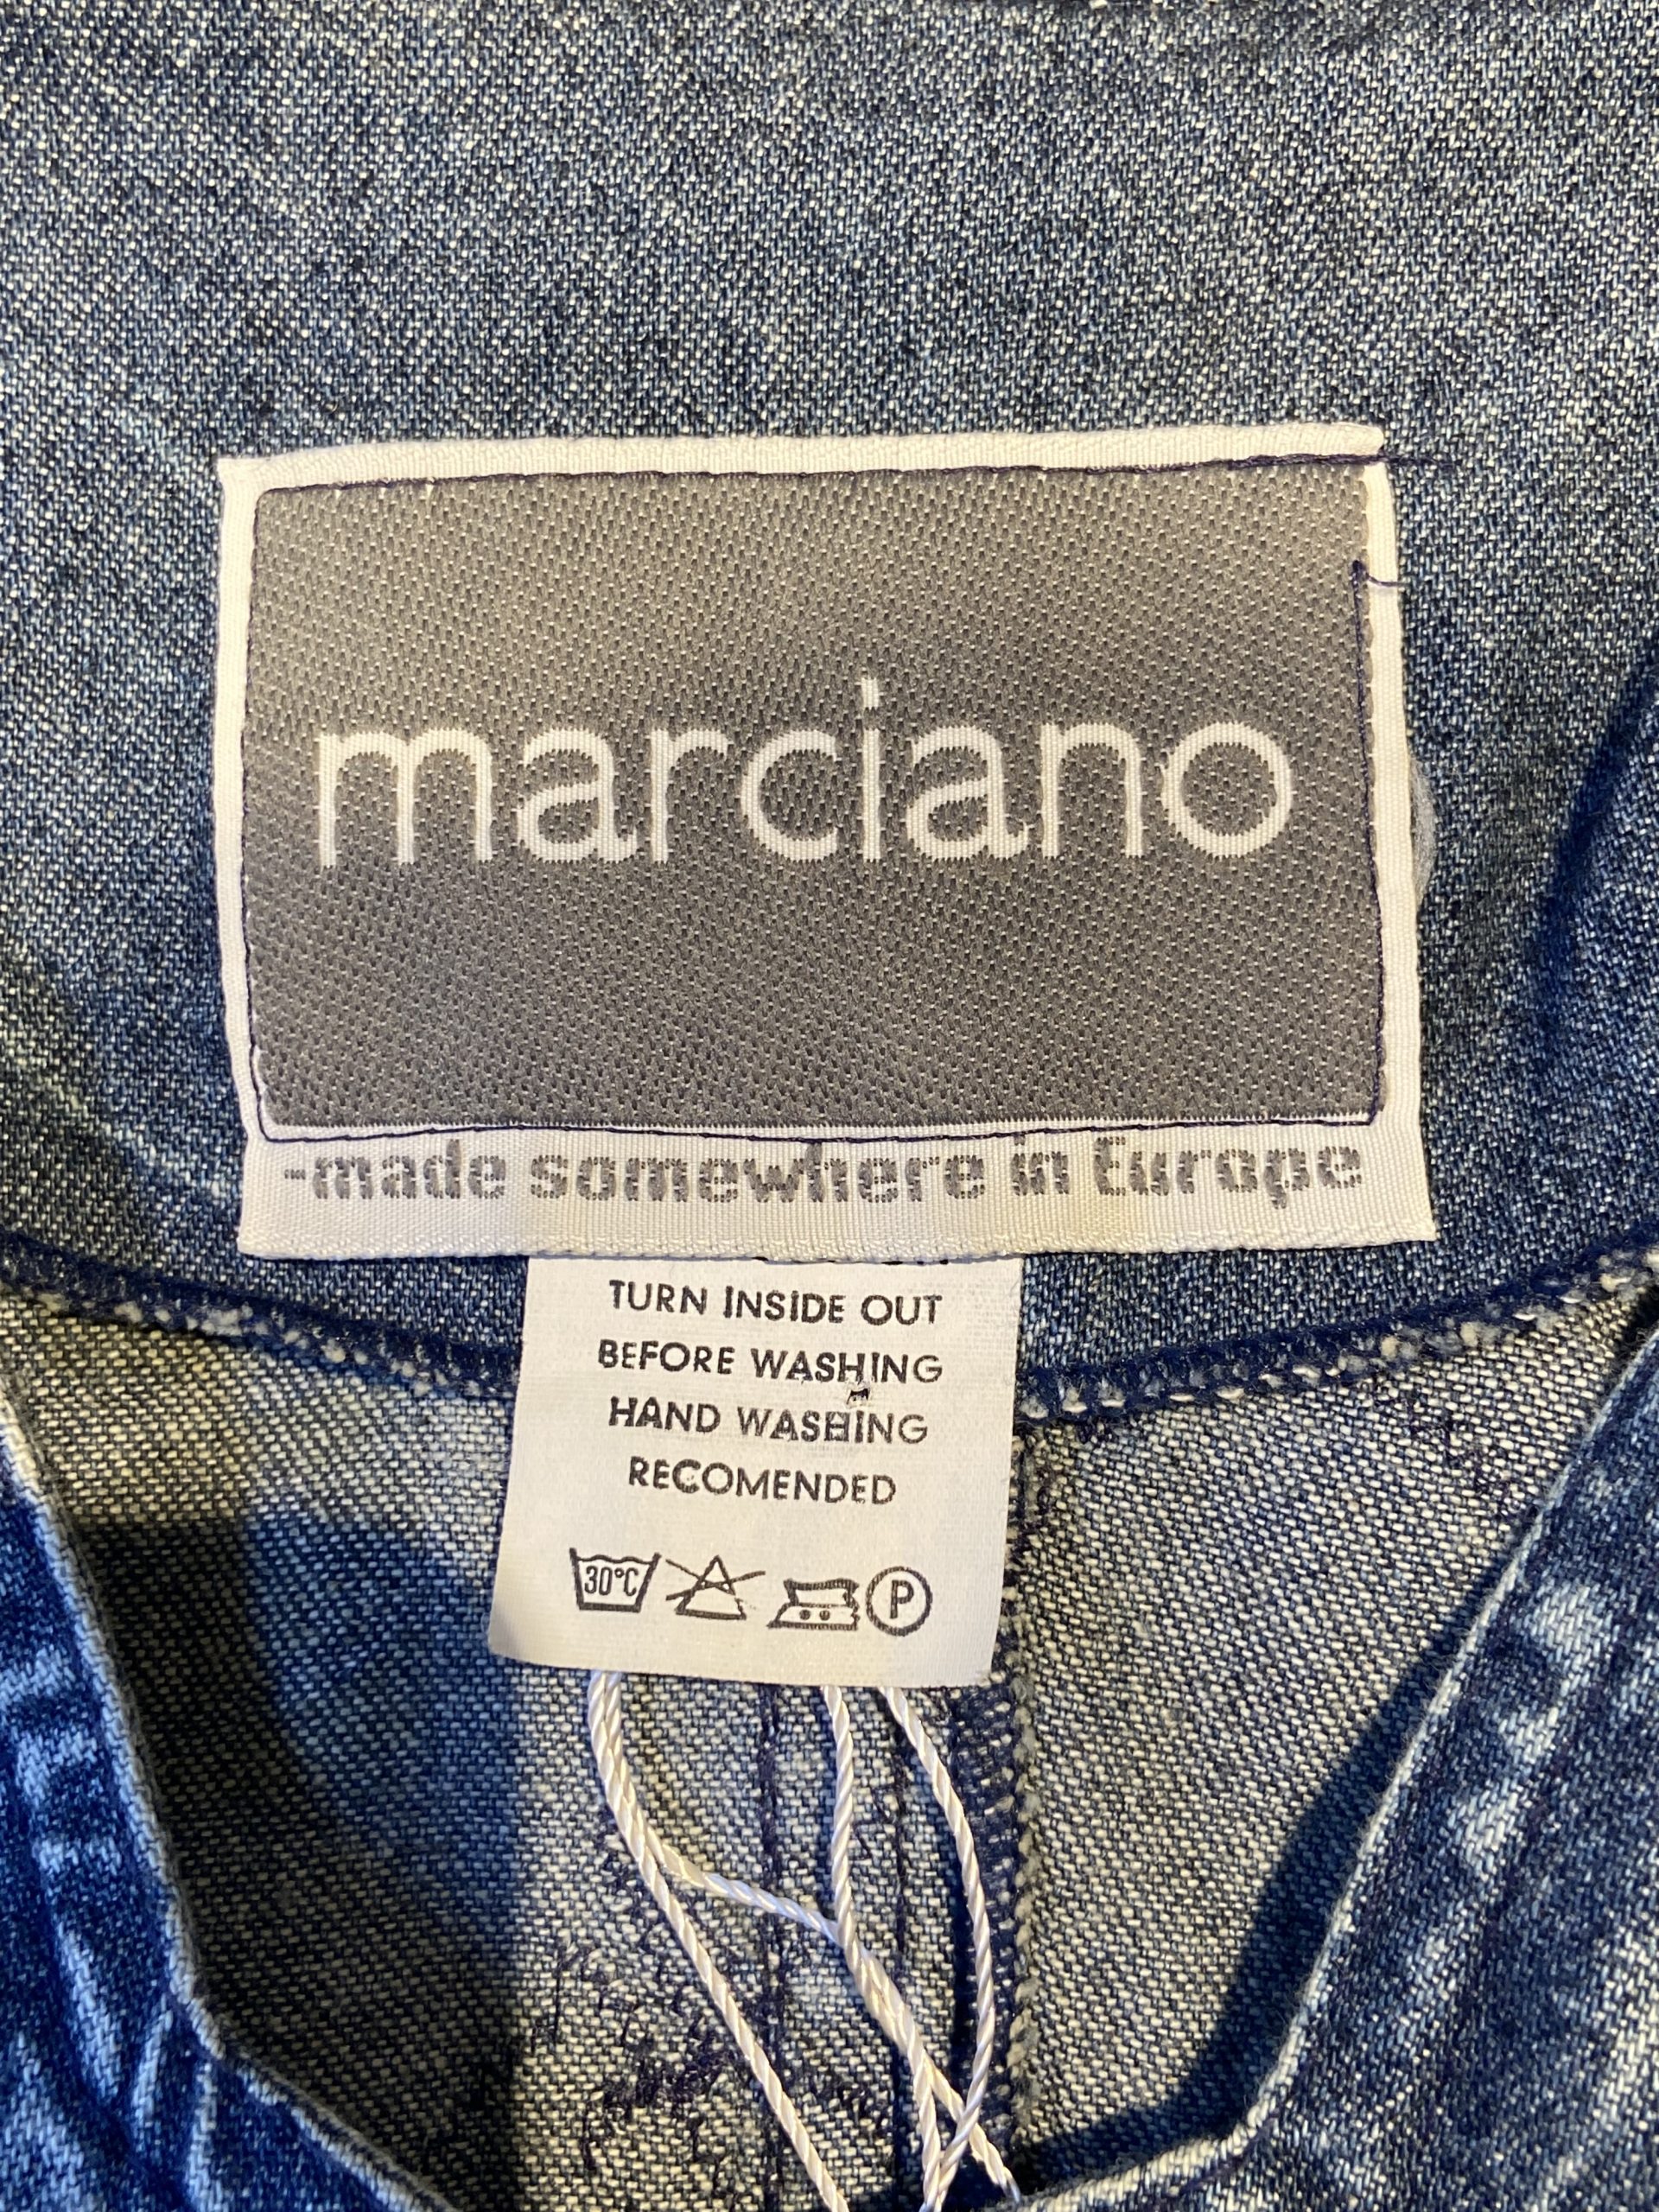 marciano
-made somewhere in Europe
TURN INSIDE OUT
BEFORE WASHING
HAND WASHING
RECOMENDED
30°C P